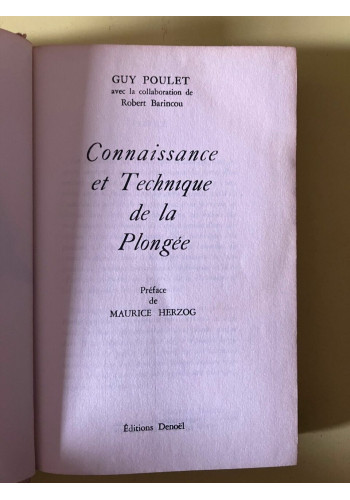 GUY POULET
avec la collaboration de
Robert Barincou
Connaissance
et Technique
de la
Plongée
Préface
de
MAURICE HERZOG
Éditions Denoël